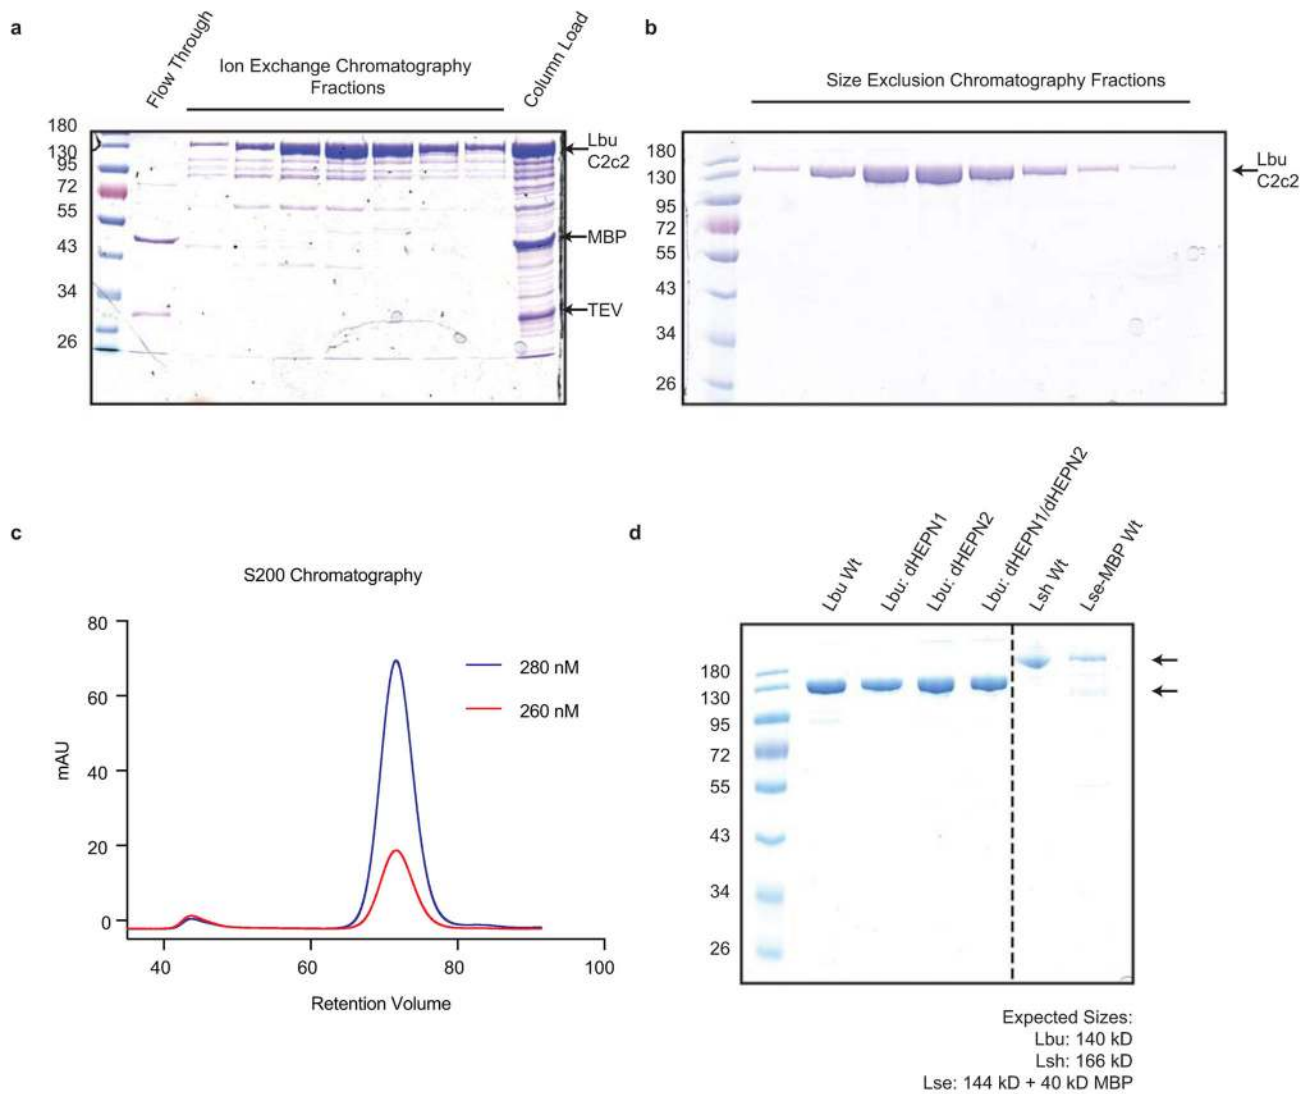 a
Flow Through
Ion Exchange Chromatography
Fractions
Column Load
180
130
95
72
55
43
34
26
Lbu
C2c2
MBP
TEV
b
Size Exclusion Chromatography Fractions
180
130
95
72
55
43
34
26
Lbu
C2c2
c
S200 Chromatography
80
60
40
20
0
mAU
280 nM
260 nM
40
60
80
100
Retention Volume
d
Lbu Wt
Lbu: dHEPN1
Lbu: dHEPN2
Lbu: dHEPN1/dHEPN2
Lsh Wt
Lse-MBP Wt
180
130
95
72
55
43
34
26
Expected Sizes:
Lbu: 140 kD
Lsh: 166 kD
Lse: 144 kD + 40 kD MBP